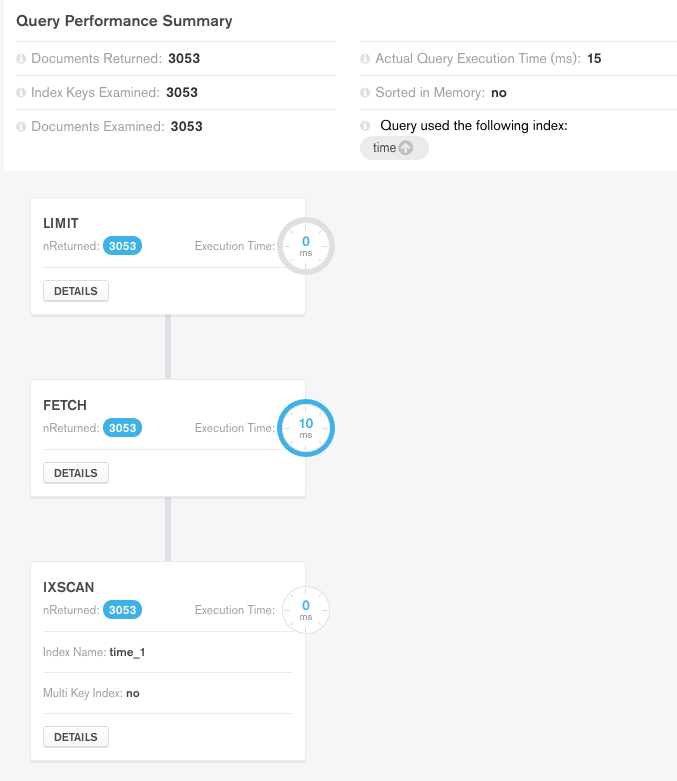 Query Performance Summary
Documents Returned: 3053
Index Keys Examined: 3053
Documents Examined: 3053
Actual Query Execution Time (ms): 15
Sorted in Memory: no
Query used the following index:
time
LIMIT
nReturned: 3053 Execution Time: 0 ms
DETAILS
FETCH
nReturned: 3053 Execution Time: 10 ms
DETAILS
IXSCAN
nReturned: 3053 Execution Time: 0 ms
Index Name: time_1
Multi Key Index: no
DETAILS